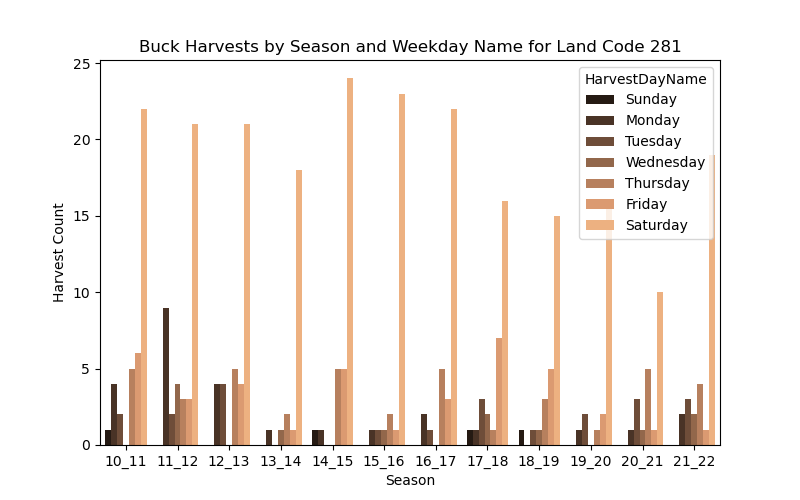 Buck Harvests by Season and Weekday Name for Land Code 281
25
20
15
10
5
0
Harvest Count
HarvestDayName
Sunday
Monday
Tuesday
Wednesday
Thursday
Friday
Saturday
10_11 11_12 12_13 13_14 14_15 15_16 16_17 17_18 18_19 19_20 20_21 21_22
Season